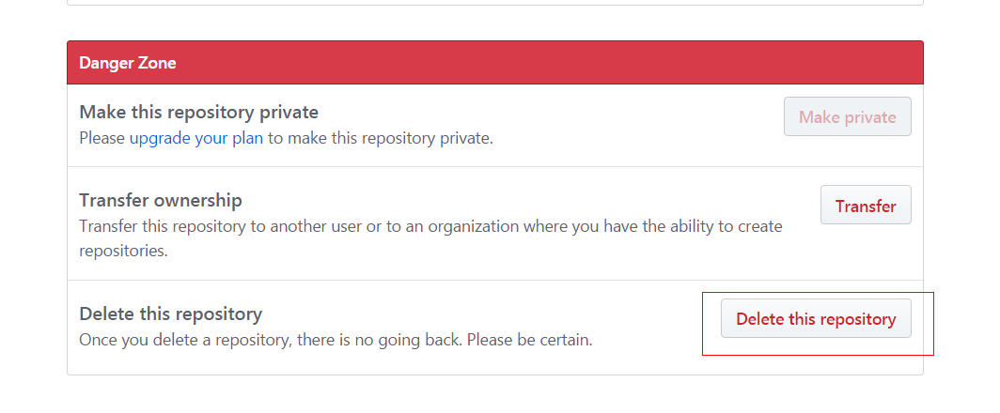 Danger Zone
Make this repository private
Please upgrade your plan to make this repository private.
Make private
Transfer ownership
Transfer this repository to another user or to an organization where you have the ability to create
repositories.
Transfer
Delete this repository
Once you delete a repository, there is no going back. Please be certain.
Delete this repository